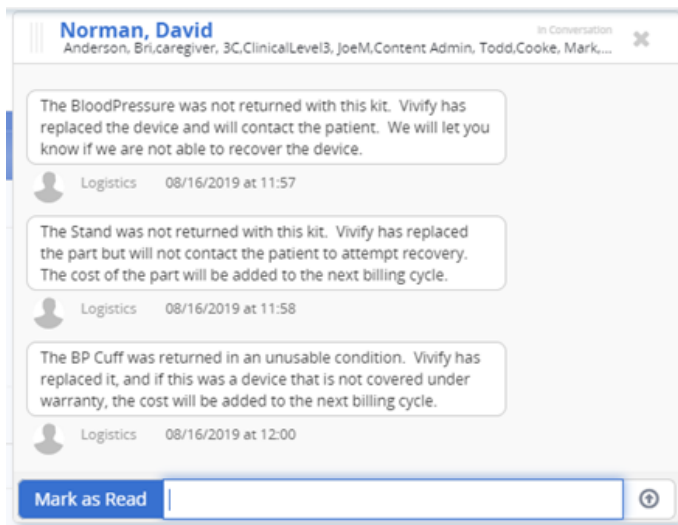 Norman, David
In Conversation
Anderson, Bri,caregiver, 3C,ClinicalLevel3, JoeM,Content Admin, Todd,Cooke, Mark,...
The BloodPressure was not returned with this kit. Vivify has
replaced the device and will contact the patient. We will let you
know if we are not able to recover the device.
Logistics 08/16/2019 at 11:57
The Stand was not returned with this kit. Vivify has replaced
the part but will not contact the patient to attempt recovery.
The cost of the part will be added to the next billing cycle.
Logistics 08/16/2019 at 11:58
The BP Cuff was returned in an unusable condition. Vivify has
replaced it, and if this was a device that is not covered under
warranty, the cost will be added to the next billing cycle.
Logistics 08/16/2019 at 12:00
Mark as Read